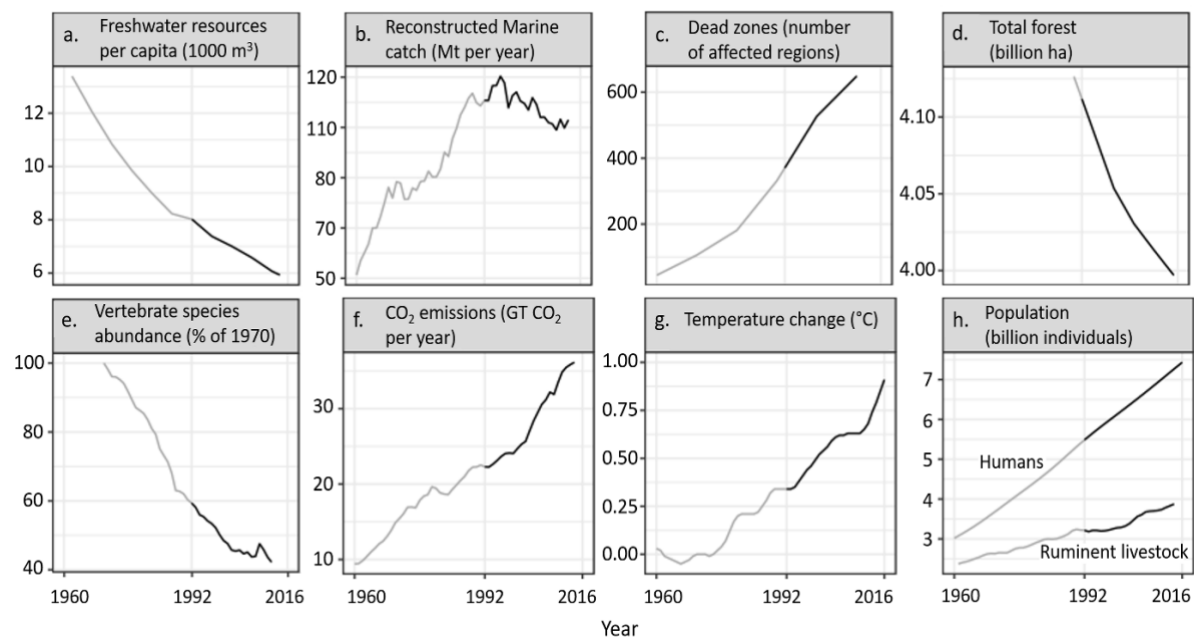 a. Freshwater resources
per capita (1000 m³)
b. Reconstructed Marine
catch (Mt per year)
c. Dead zones (number
of affected regions)
d. Total forest
(billion ha)
12
10
8
6
120
110
80
70
50
600
400
200
4.10
4.05
4.00
e. Vertebrate species
abundance (% of 1970)
f. CO₂ emissions (GT CO₂
per year)
g. Temperature change (°C)
h. Population
(billion individuals)
100
80
60
40
30
20
10
1.00
0.75
0.50
0.25
0.00
7
6
5
4
3
Humans
Ruminent livestock
1960 1992 2016
1960 1992 2016
1960 1992 2016
1960 1992 2016
Year